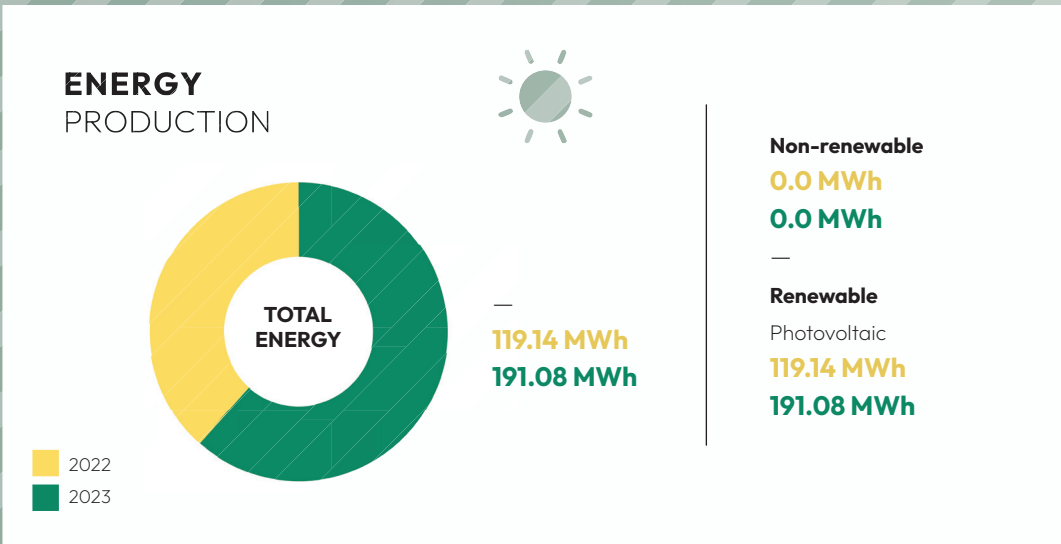 ENERGY
PRODUCTION
TOTAL
ENERGY
—
119.14 MWh
191.08 MWh
2022
2023
Non-renewable
0.0 MWh
0.0 MWh
—
Renewable
Photovoltaic
119.14 MWh
191.08 MWh